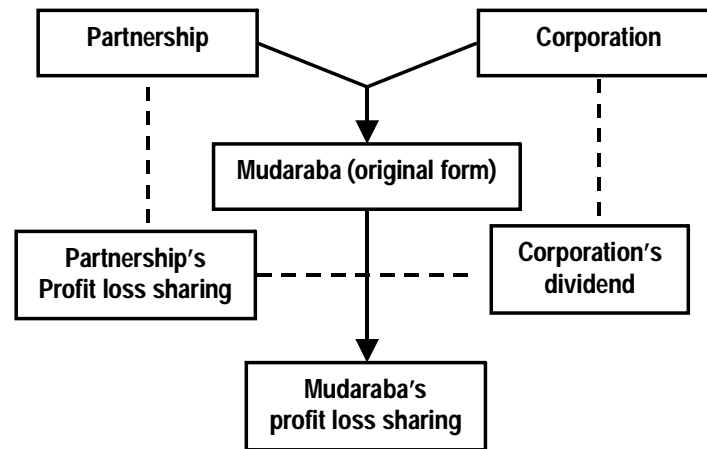 Partnership
Corporation
Mudaraba (original form)
Partnership's
Profit loss sharing
Corporation's
dividend
Mudaraba's
profit loss sharing